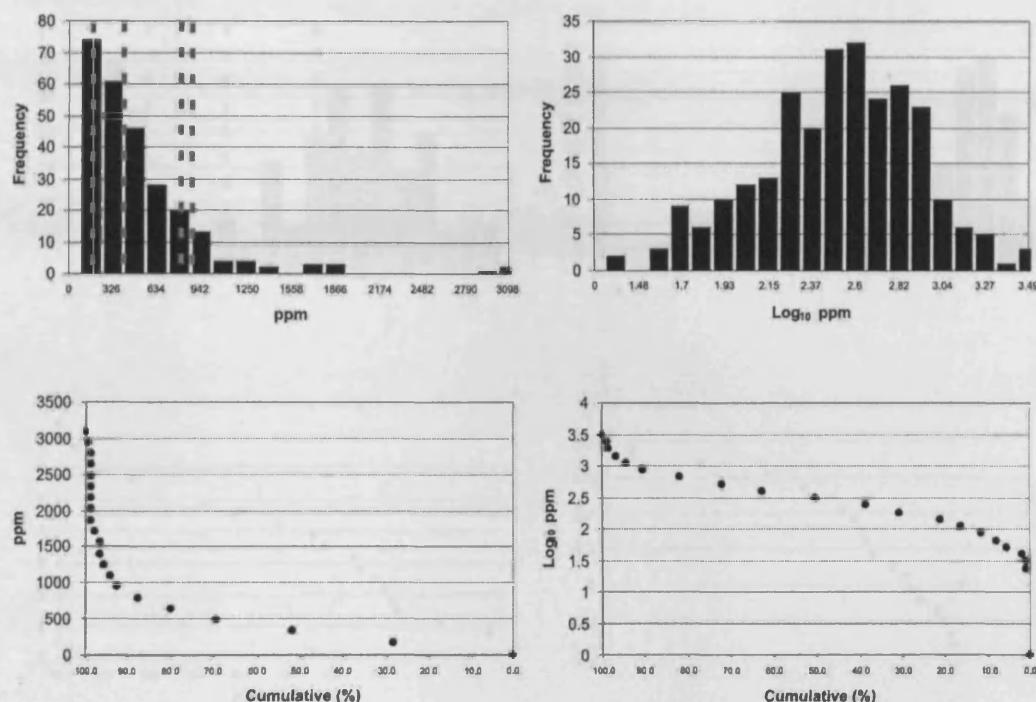 80
70
60
50
40
30
20
10
0
Frequency
0 326 634 942 1250 1558 1866 2174 2482 2790 3098
ppm
35
30
25
20
15
10
5
0
Frequency
0 1.48 1.7 1.93 2.15 2.37 2.6 2.82 3.04 3.27 3.49
Log₁₀ ppm
3500
3000
2500
2000
1500
1000
500
0
ppm
100.0 90.0 80.0 70.0 60.0 50.0 40.0 30.0 20.0 10.0 0.0
Cumulative (%)
4
3.5
3
2.5
2
1.5
1
0.5
0
Log₀ ppm
100.0 90.0 80.0 70.0 60.0 50.0 40.0 30.0 20.0 10.0 0.0
Cumulative (%)